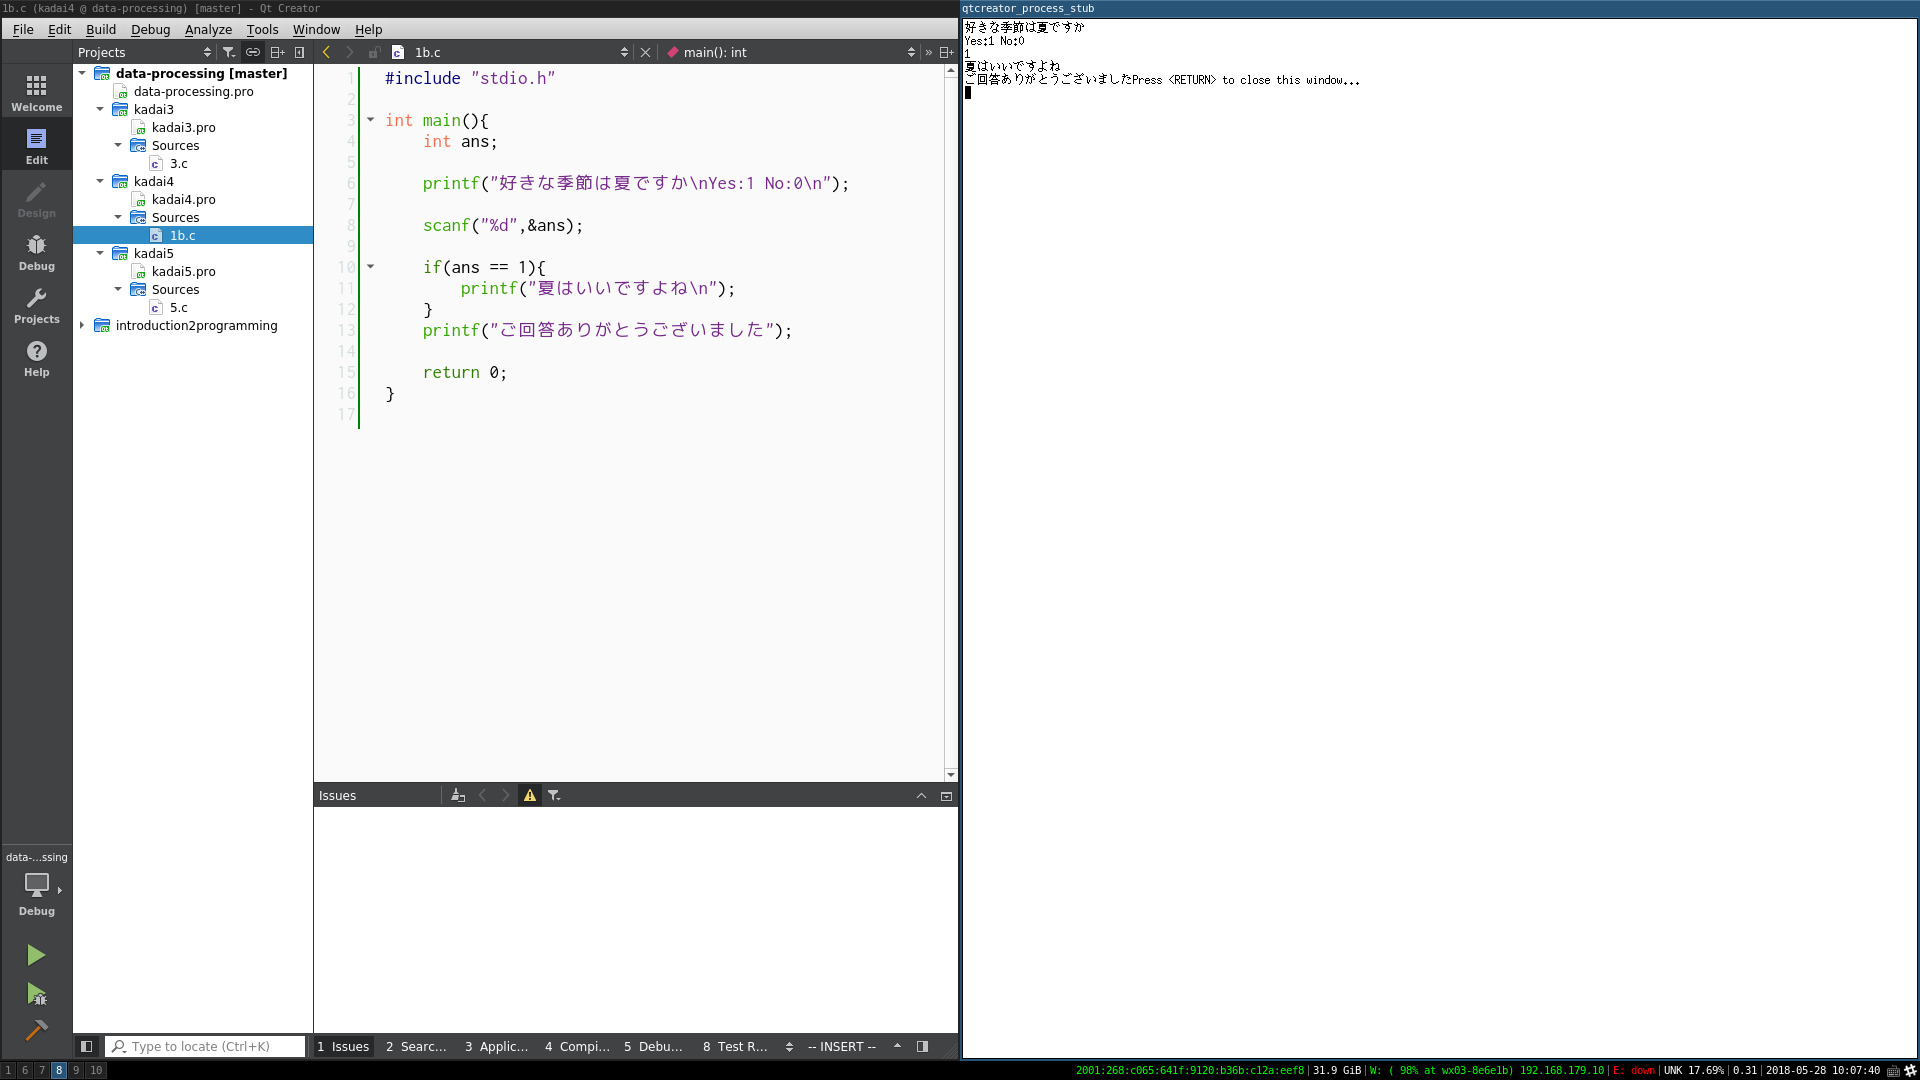 1b.c (kadai4 @ data-processing) [master] - Qt Creator
File Edit Build Debug Analyze Tools Window Help
Projects
1b.c
main(): int
»
Welcome
Edit
Design
Debug
Projects
Help
data-processing [master]
data-processing.pro
kadai3
kadai3.pro
Sources
3.c
kadai4
kadai4.pro
Sources
1b.c
kadai5
kadai5.pro
Sources
5.c
introduction2programming
1 #include "stdio.h"
2
3 int main(){
4 int ans;
5
6 printf("好きな季節は夏ですか\nYes:1 No:0\n");
7
8 scanf("%d",&ans);
9
10 if(ans == 1){
11 printf("夏はいいですよね\n");
12 }
13 printf("ご回答ありがとうございました");
14
15 return 0;
16 }
17
Issues
data-...ssing
Debug
Type to locate (Ctrl+K)
1 Issues 2 Searc... 3 Applic... 4 Compi... 5 Debu... 8 Test R... -- INSERT --
qtcreator_process_stub
好きな季節は夏ですか
Yes:1 No:0
1
夏はいいですよね
ご回答ありがとうございましたPress <RETURN> to close this window...
1 6 7 8 9 10
2001:268:c065:641f:9120:b36b:c12a:eef8|31.9 GiB|W: ( 98% at wx03-8e6e1b) 192.168.179.10|E: down|UNK 17.69%|0.31|2018-05-28 10:07:40